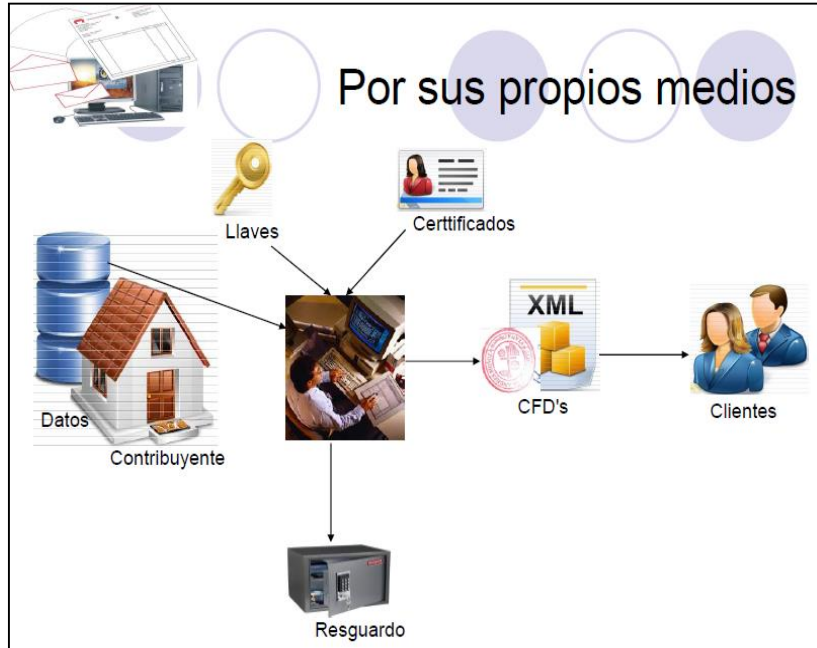 Por sus propios medios
Llaves
Certtificados
XML
Datos
Contribuyente
CFD's
Clientes
Resguardo